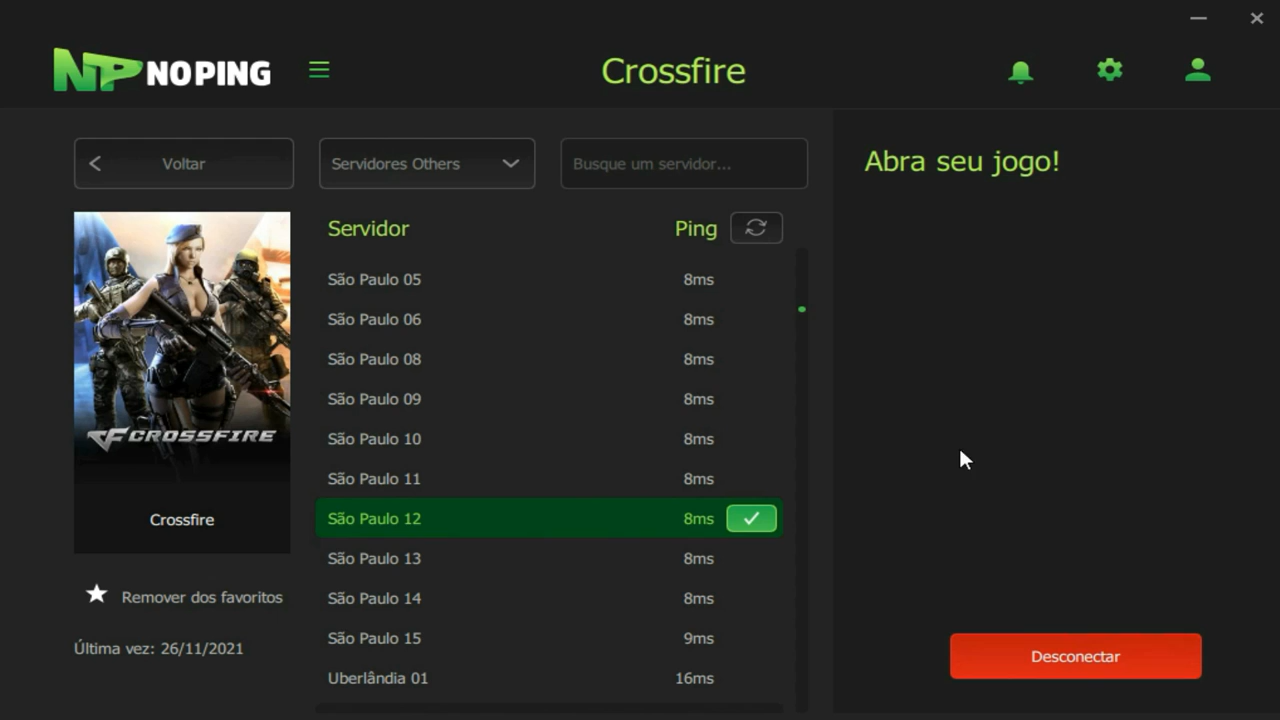 NP NOPING
Crossfire
Voltar
Servidores Others
Busque um servidor...
Abra seu jogo!
Servidor Ping
São Paulo 05 8ms
São Paulo 06 8ms
São Paulo 08 8ms
São Paulo 09 8ms
São Paulo 10 8ms
São Paulo 11 8ms
São Paulo 12 8ms
São Paulo 13 8ms
São Paulo 14 8ms
São Paulo 15 9ms
Uberlândia 01 16ms
CF CROSSFIRE
Crossfire
Remover dos favoritos
Última vez: 26/11/2021
Desconectar